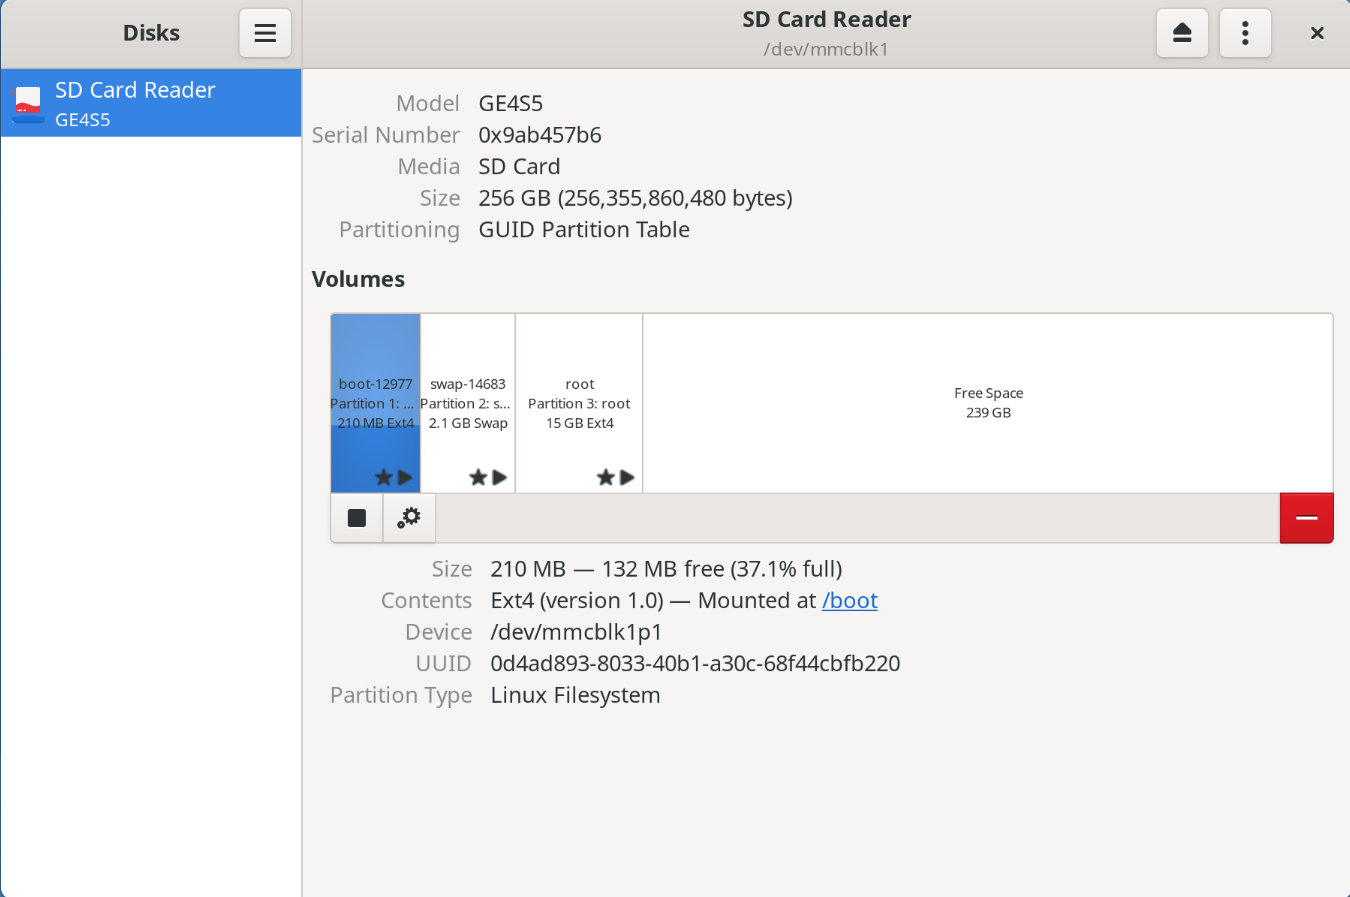 Disks
SD Card Reader
/dev/mmcblk1
SD Card Reader
GE4S5
Model GE4S5
Serial Number 0x9ab457b6
Media SD Card
Size 256 GB (256,355,860,480 bytes)
Partitioning GUID Partition Table
Volumes
boot-12977
Partition 1: ...
210 MB Ext4
swap-14683
Partition 2: s...
2.1 GB Swap
root
Partition 3: root
15 GB Ext4
Free Space
239 GB
Size 210 MB — 132 MB free (37.1% full)
Contents Ext4 (version 1.0) — Mounted at /boot
Device /dev/mmcblk1p1
UUID 0d4ad893-8033-40b1-a30c-68f44cbfb220
Partition Type Linux Filesystem